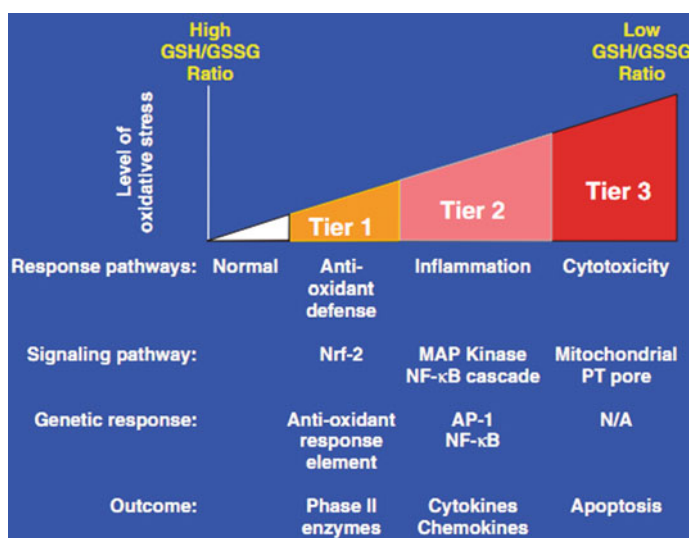 High
GSH/GSSG
Ratio
Low
GSH/GSSG
Ratio
Level of
oxidative stress
Tier 1
Tier 2
Tier 3
Response pathways: Normal Anti-
oxidant
defense Inflammation Cytotoxicity
Signaling pathway: Nrf-2 MAP Kinase
NF-κB cascade Mitochondrial
PT pore
Genetic response: Anti-oxidant
response
element AP-1
NF-κB N/A
Outcome: Phase II
enzymes Cytokines
Chemokines Apoptosis